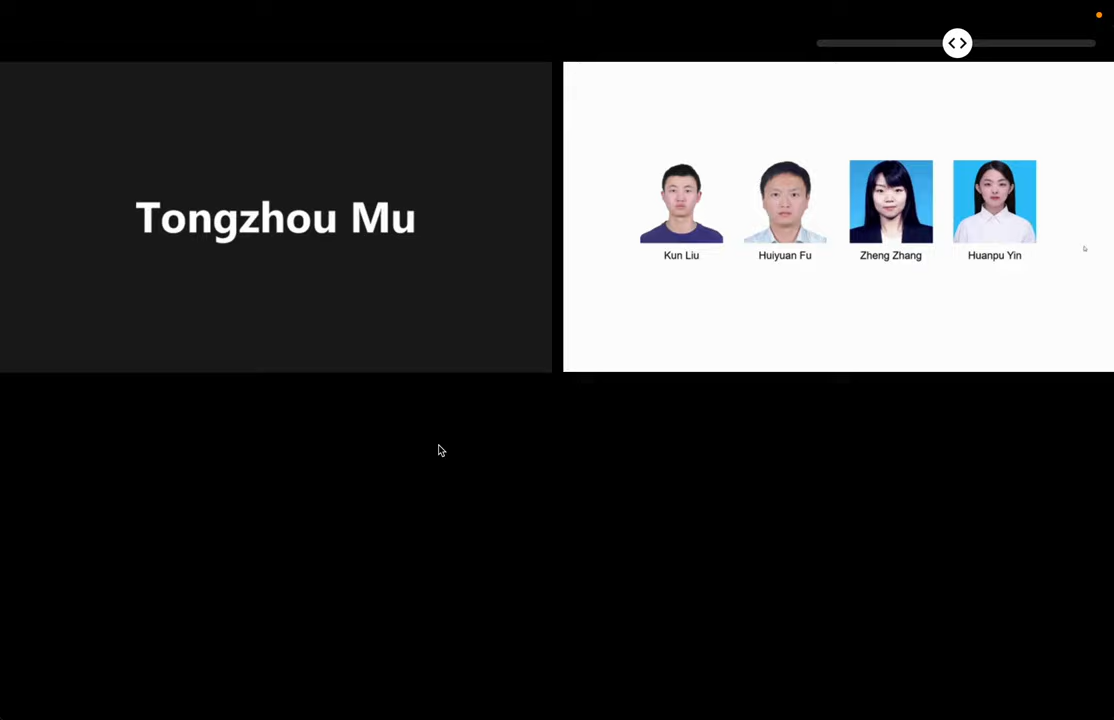 Tongzhou Mu
Kun Liu
Huiyuan Fu
Zheng Zhang
Huanpu Yin